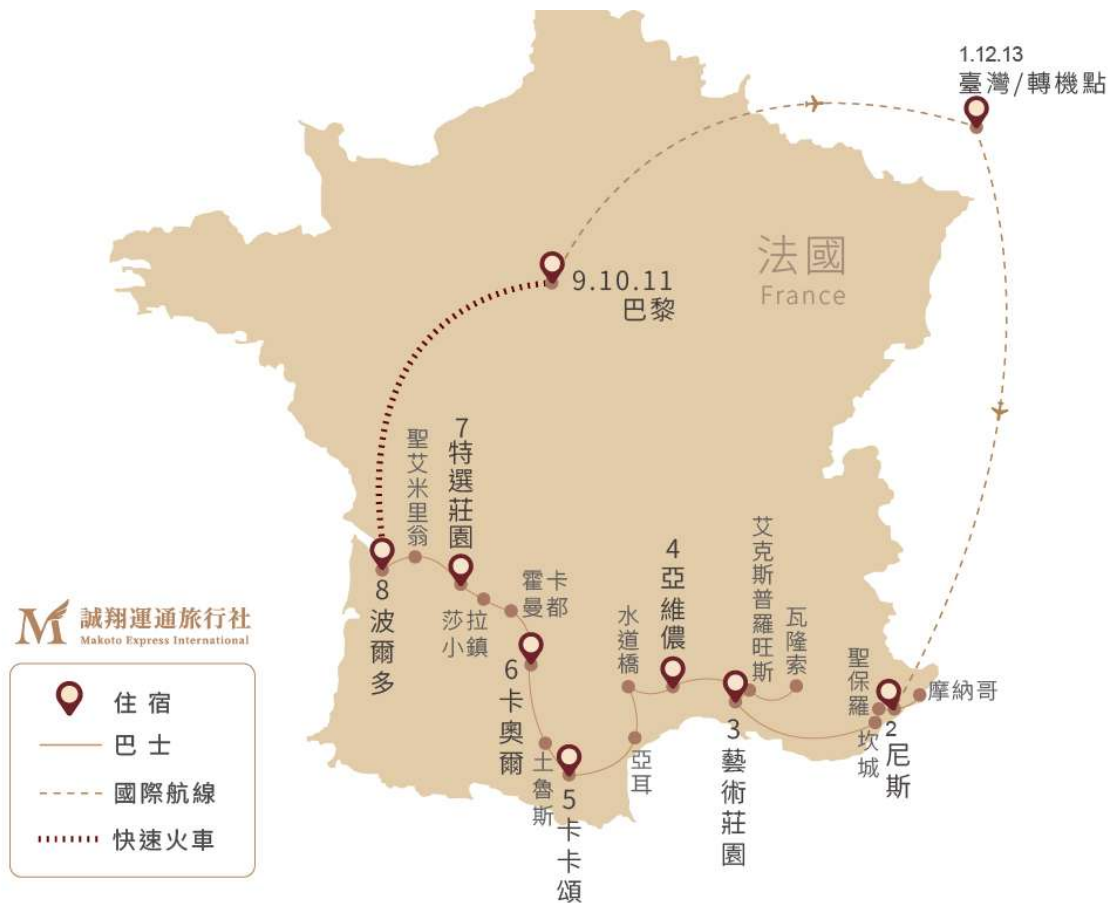 1.12.13
臺灣/轉機點
法國
France
9.10.11
巴黎
聖艾米里翁
7
特選莊園
8
波爾多
莎拉
小鎮
霍卡
曼都
6
卡奧爾
土魯斯
5
卡卡頌
水道橋
亞耳
4
亞維儂
艾克斯普羅旺斯
瓦隆索
3
藝術莊園
聖保羅
坎城
2
尼斯
摩納哥
M
誠翔運通旅行社
Makoto Express International
住宿
巴士
國際航線
快速火車